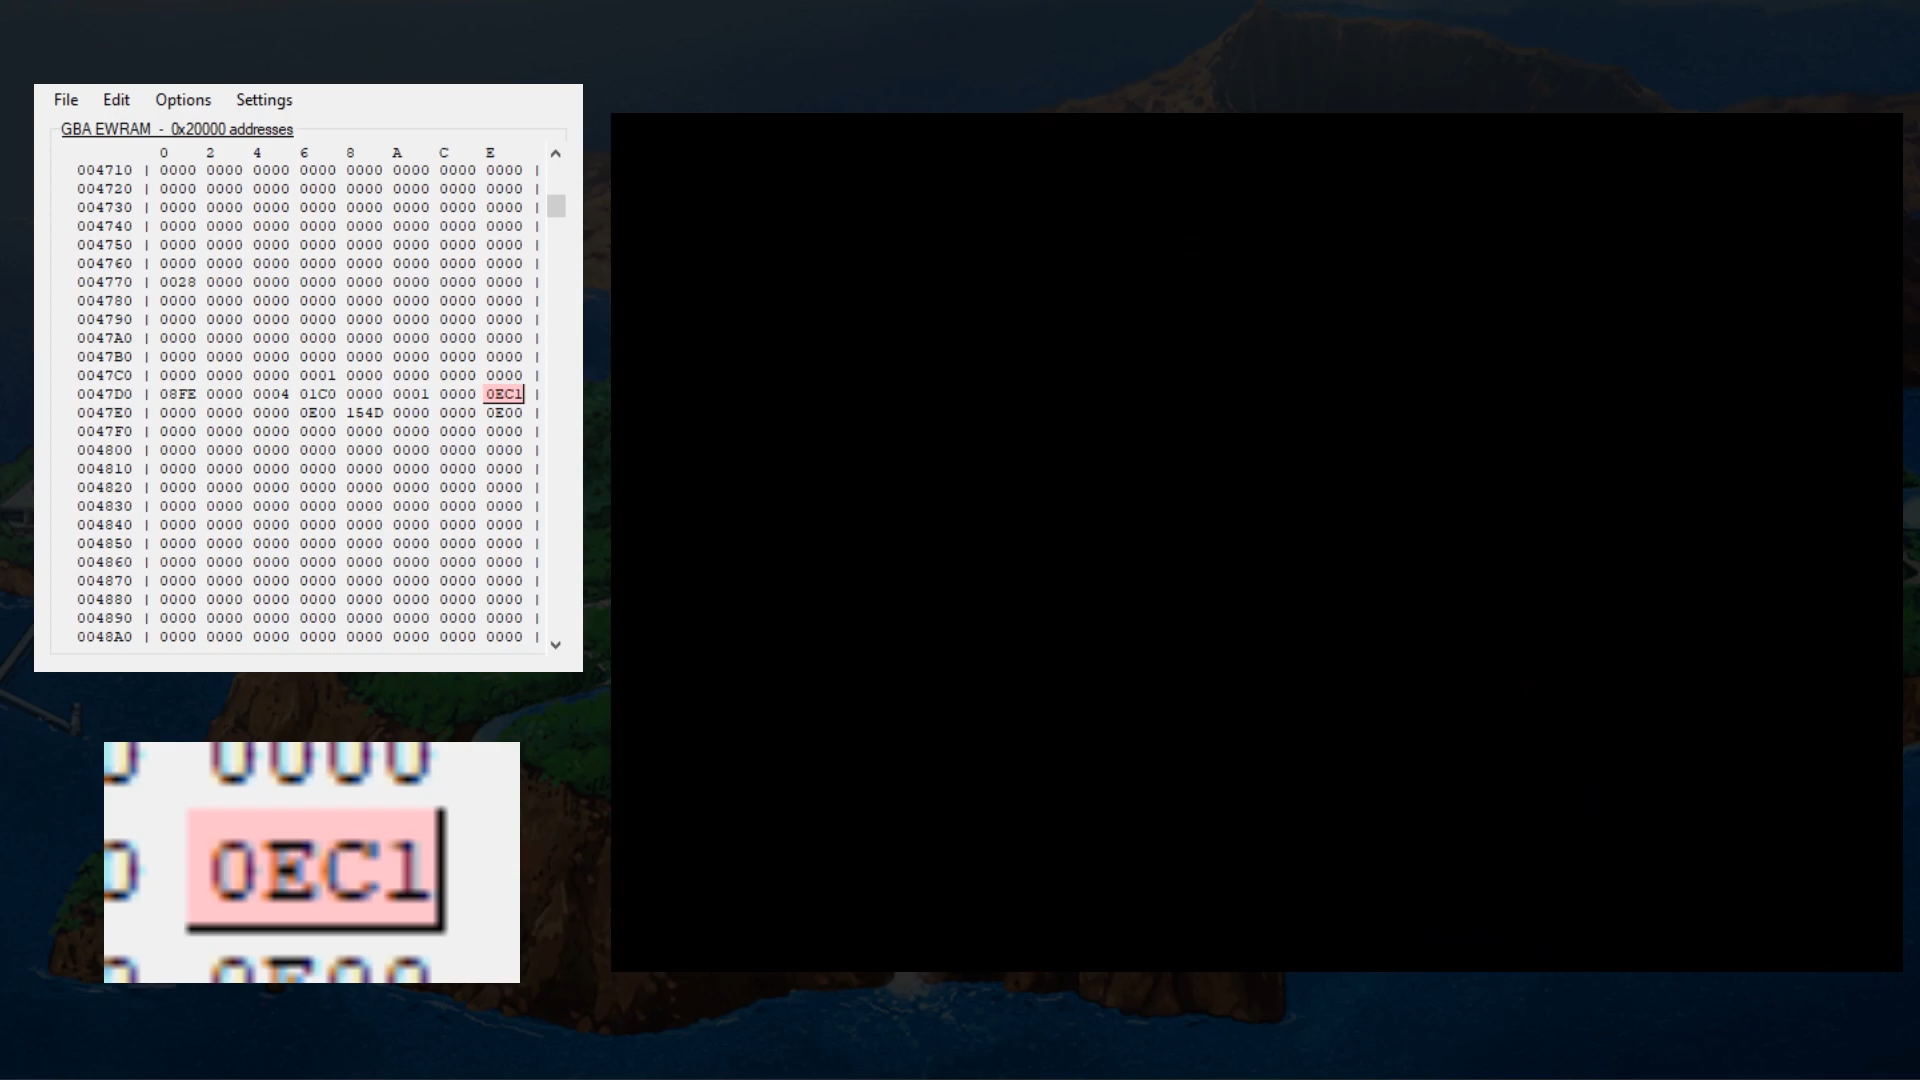 File Edit Options Settings
GBA EWRAM - 0x20000 addresses
0 2 4 6 8 A C E
004710 | 0000 0000 0000 0000 0000 0000 0000 0000 |
004720 | 0000 0000 0000 0000 0000 0000 0000 0000 |
004730 | 0000 0000 0000 0000 0000 0000 0000 0000 |
004740 | 0000 0000 0000 0000 0000 0000 0000 0000 |
004750 | 0000 0000 0000 0000 0000 0000 0000 0000 |
004760 | 0000 0000 0000 0000 0000 0000 0000 0000 |
004770 | 0028 0000 0000 0000 0000 0000 0000 0000 |
004780 | 0000 0000 0000 0000 0000 0000 0000 0000 |
004790 | 0000 0000 0000 0000 0000 0000 0000 0000 |
0047A0 | 0000 0000 0000 0000 0000 0000 0000 0000 |
0047B0 | 0000 0000 0000 0000 0000 0000 0000 0000 |
0047C0 | 0000 0000 0000 0001 0000 0000 0000 0000 |
0047D0 | 08FE 0000 0004 01C0 0000 0001 0000 0EC1 |
0047E0 | 0000 0000 0000 0E00 154D 0000 0000 0E00 |
0047F0 | 0000 0000 0000 0000 0000 0000 0000 0000 |
004800 | 0000 0000 0000 0000 0000 0000 0000 0000 |
004810 | 0000 0000 0000 0000 0000 0000 0000 0000 |
004820 | 0000 0000 0000 0000 0000 0000 0000 0000 |
004830 | 0000 0000 0000 0000 0000 0000 0000 0000 |
004840 | 0000 0000 0000 0000 0000 0000 0000 0000 |
004850 | 0000 0000 0000 0000 0000 0000 0000 0000 |
004860 | 0000 0000 0000 0000 0000 0000 0000 0000 |
004870 | 0000 0000 0000 0000 0000 0000 0000 0000 |
004880 | 0000 0000 0000 0000 0000 0000 0000 0000 |
004890 | 0000 0000 0000 0000 0000 0000 0000 0000 |
0048A0 | 0000 0000 0000 0000 0000 0000 0000 0000 |
0 0000
0 0EC1
0 0E00